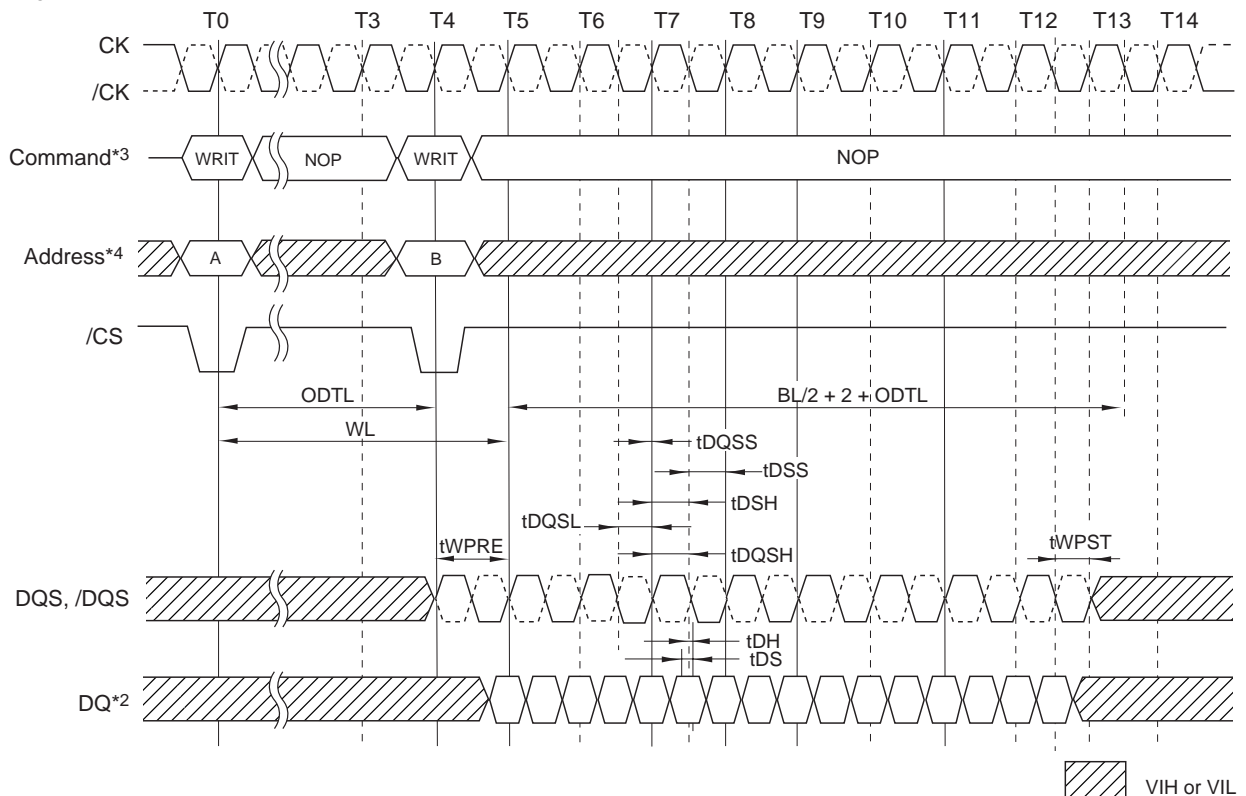 T0 T3 T4 T5 T6 T7 T8 T9 T10 T11 T12 T13 T14
CK
/CK
Command*3 WRIT NOP WRIT NOP
Address*4 A B
/CS
ODTL BL/2 + 2 + ODTL
WL
tDQSS
tDSS
tDSH
tDQSL
tWPRE tDQSH tWPST
DQS, /DQS
tDH
tDS
DQ*2
VIH or VIL